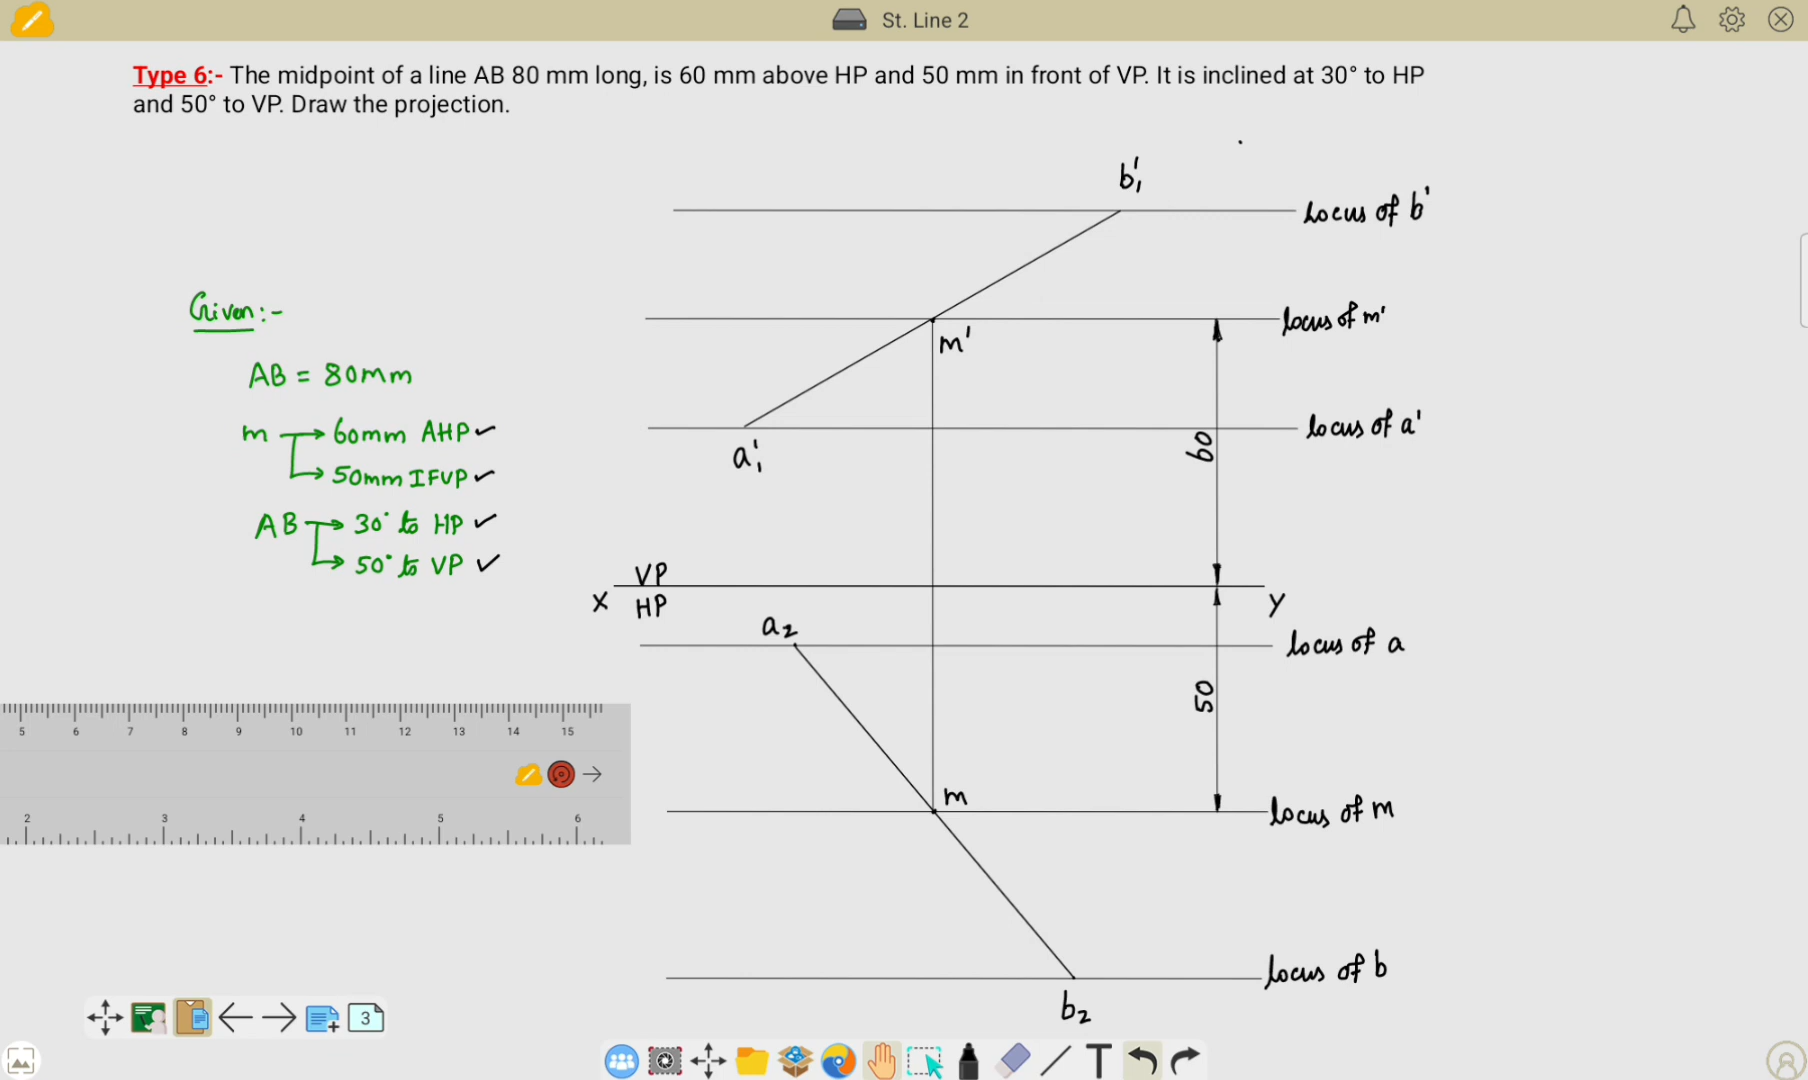 St. Line 2
Type 6:- The midpoint of a line AB 80 mm long, is 60 mm above HP and 50 mm in front of VP. It is inclined at 30° to HP
and 50° to VP. Draw the projection.
b'₁
locus of b'
Given:-
locus of m'
m'
AB = 80mm
m → 60mm AHP ✓
→ 50mm IFVP ✓
locus of a'
a'₁
60
AB → 30° to HP ✓
→ 50° to VP ✓
VP
X HP Y
a₂
locus of a
50
5 6 7 8 9 10 11 12 13 14 15
m
locus of m
2 3 4 5 6
locus of b
b₂
3
T